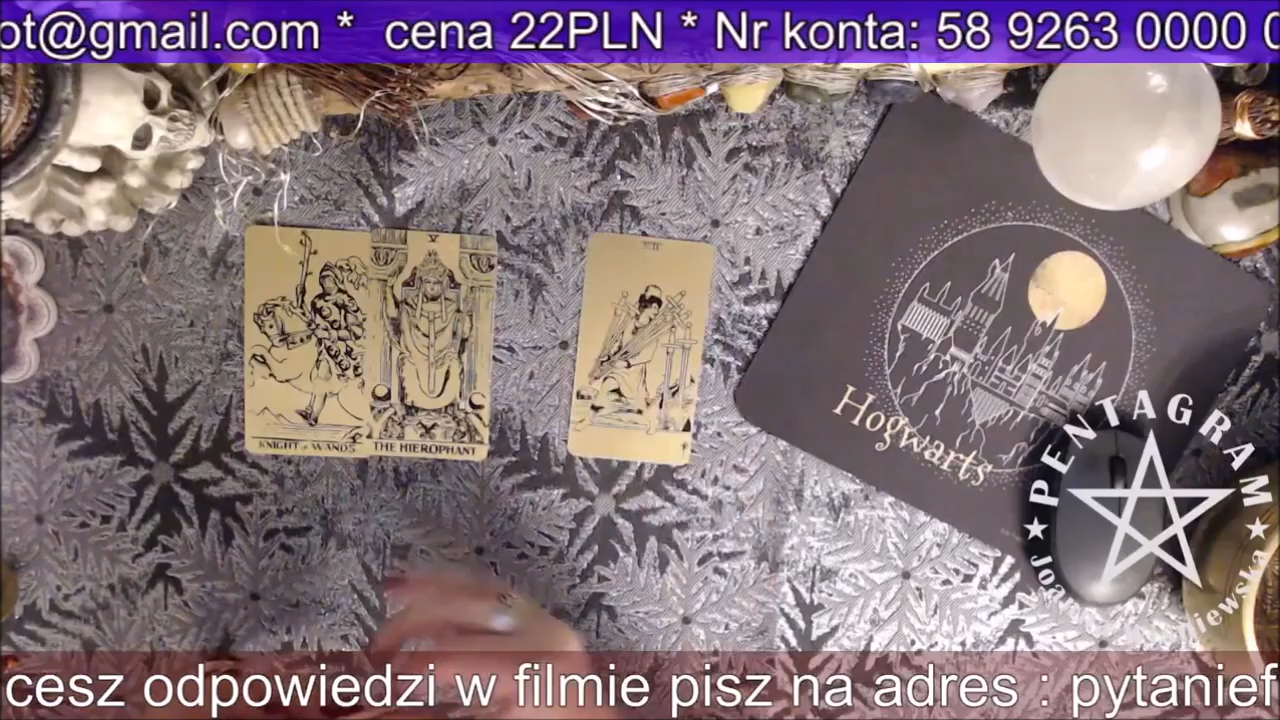 ot@gmail.com * cena 22PLN * Nr konta: 58 9263 0000 0
V
VII
KNIGHT of WANDS THE HIEROPHANT
Hogwarts
PENTAGRAM
cesz odpowiedzi w filmie pisz na adres : pytanief